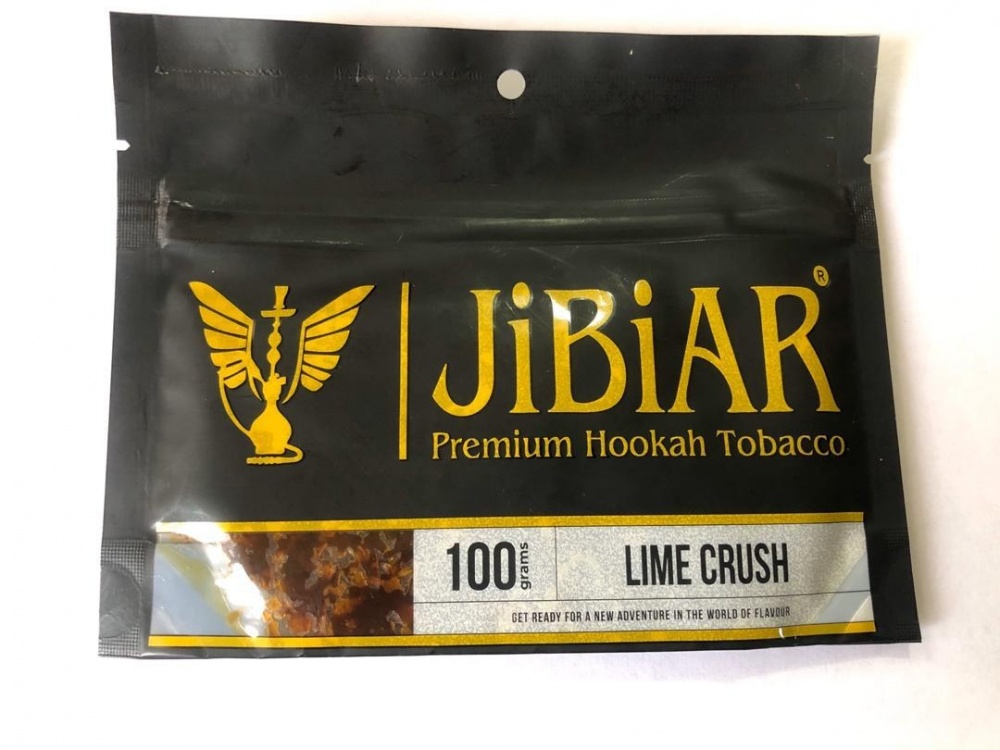 JiBiAR®
Premium Hookah Tobacco
100 grams
LIME CRUSH
GET READY FOR A NEW ADVENTURE IN THE WORLD OF FLAVOUR